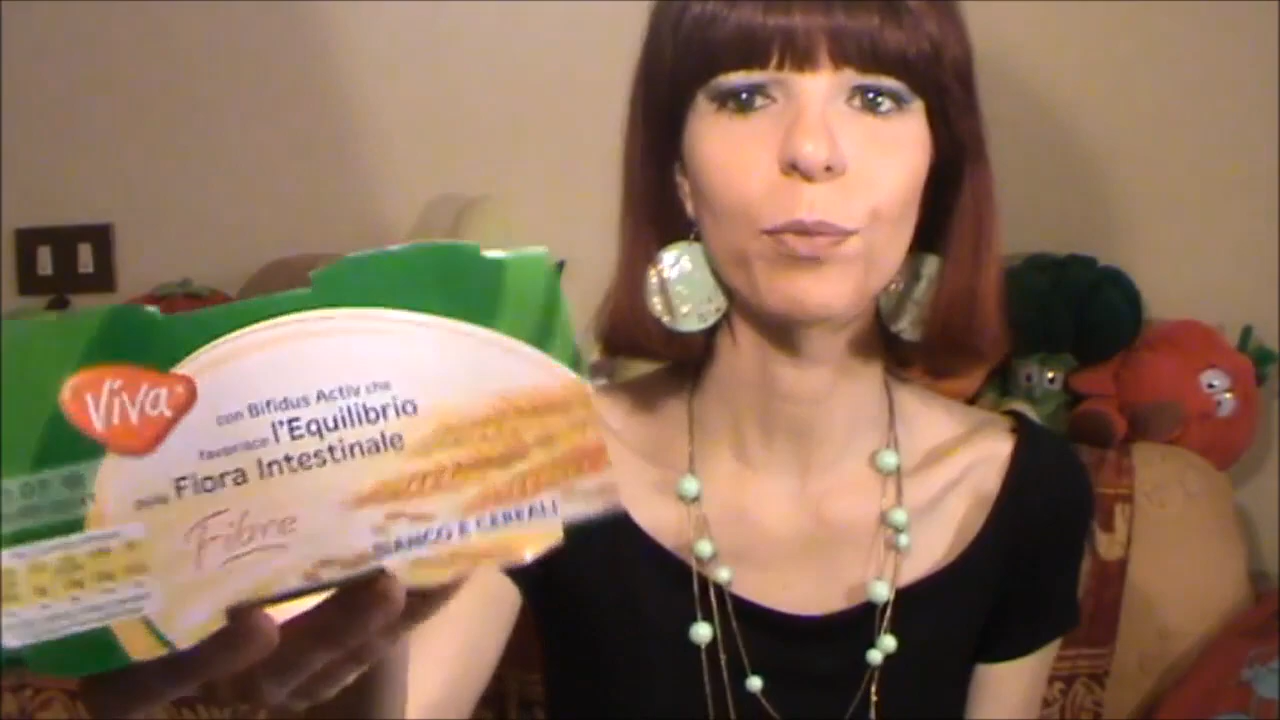 Viva
con Bifidus Activ che
favorisce l'Equilibrio
della Flora Intestinale
Fibre
BIANCO E CEREALI